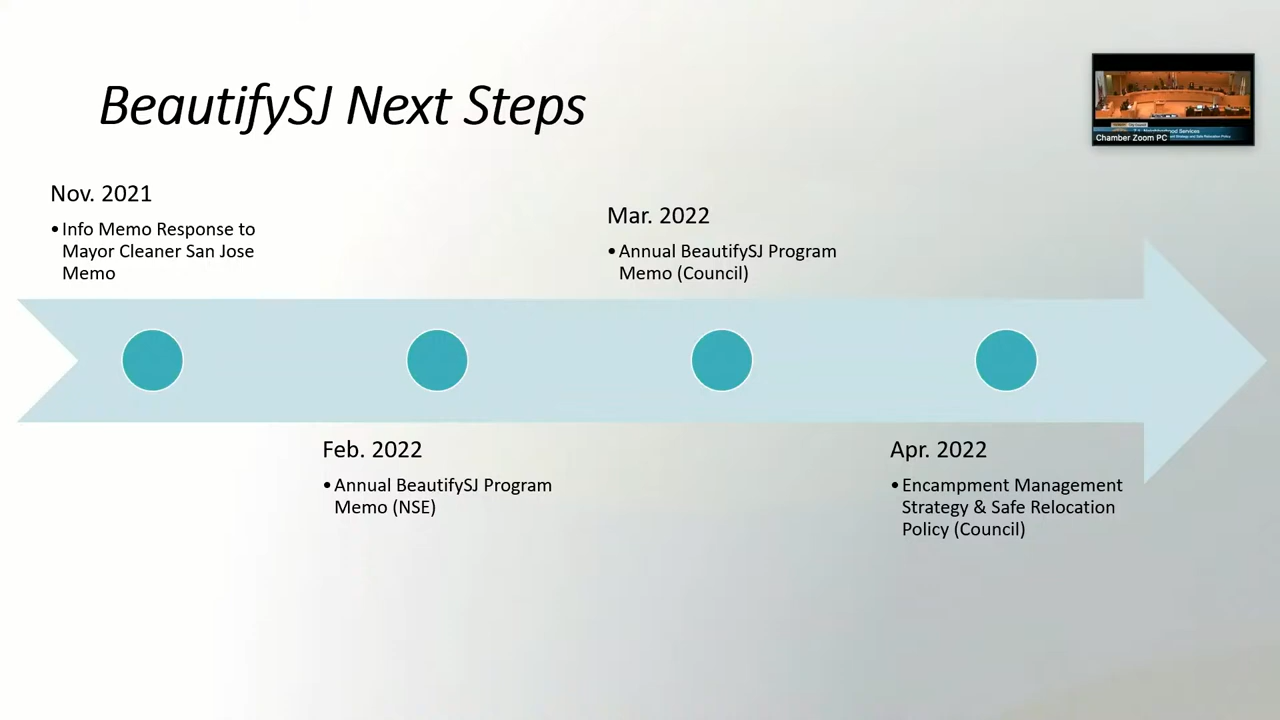 BeautifySJ Next Steps
Chamber Zoom PC
Nov. 2021
•Info Memo Response to
Mayor Cleaner San Jose
Memo
Mar. 2022
•Annual BeautifySJ Program
Memo (Council)
Feb. 2022
•Annual BeautifySJ Program
Memo (NSE)
Apr. 2022
•Encampment Management
Strategy & Safe Relocation
Policy (Council)